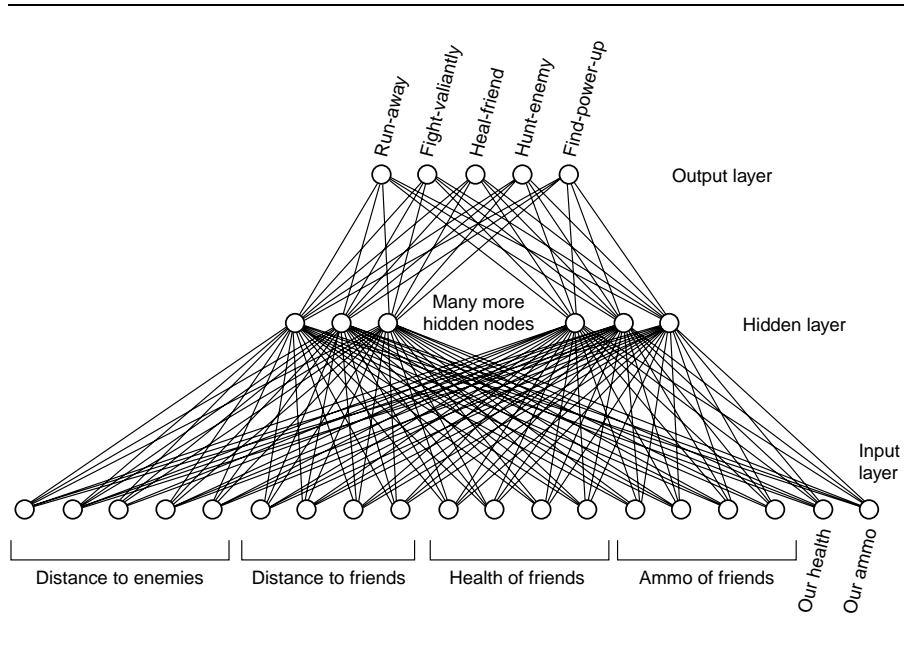 Run-away
Fight-valiantly
Heal-friend
Hunt-enemy
Find-power-up
Output layer
Many more
hidden nodes
Hidden layer
Input
layer
Distance to enemies
Distance to friends
Health of friends
Ammo of friends
Our health
Our ammo